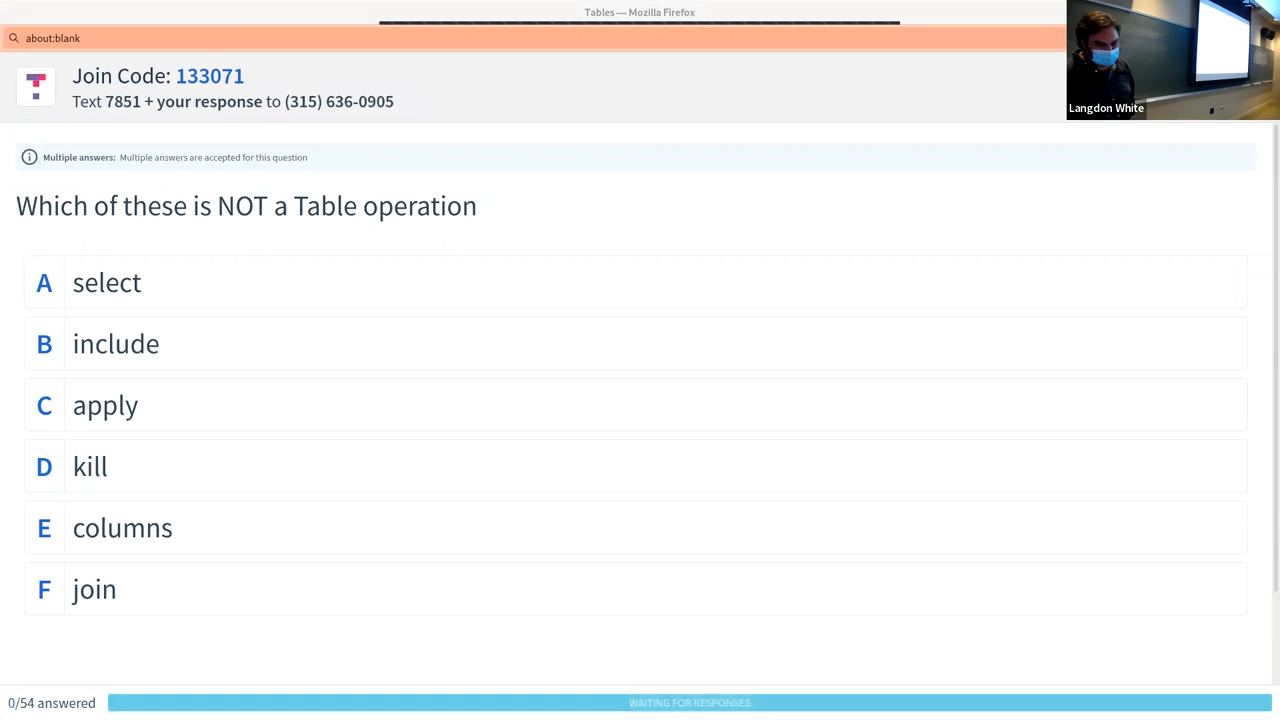 Tables — Mozilla Firefox
about:blank
Join Code: 133071
Text 7851 + your response to (315) 636-0905
Langdon White
Multiple answers: Multiple answers are accepted for this question
Which of these is NOT a Table operation
A select
B include
C apply
D kill
E columns
F join
0/54 answered
WAITING FOR RESPONSES